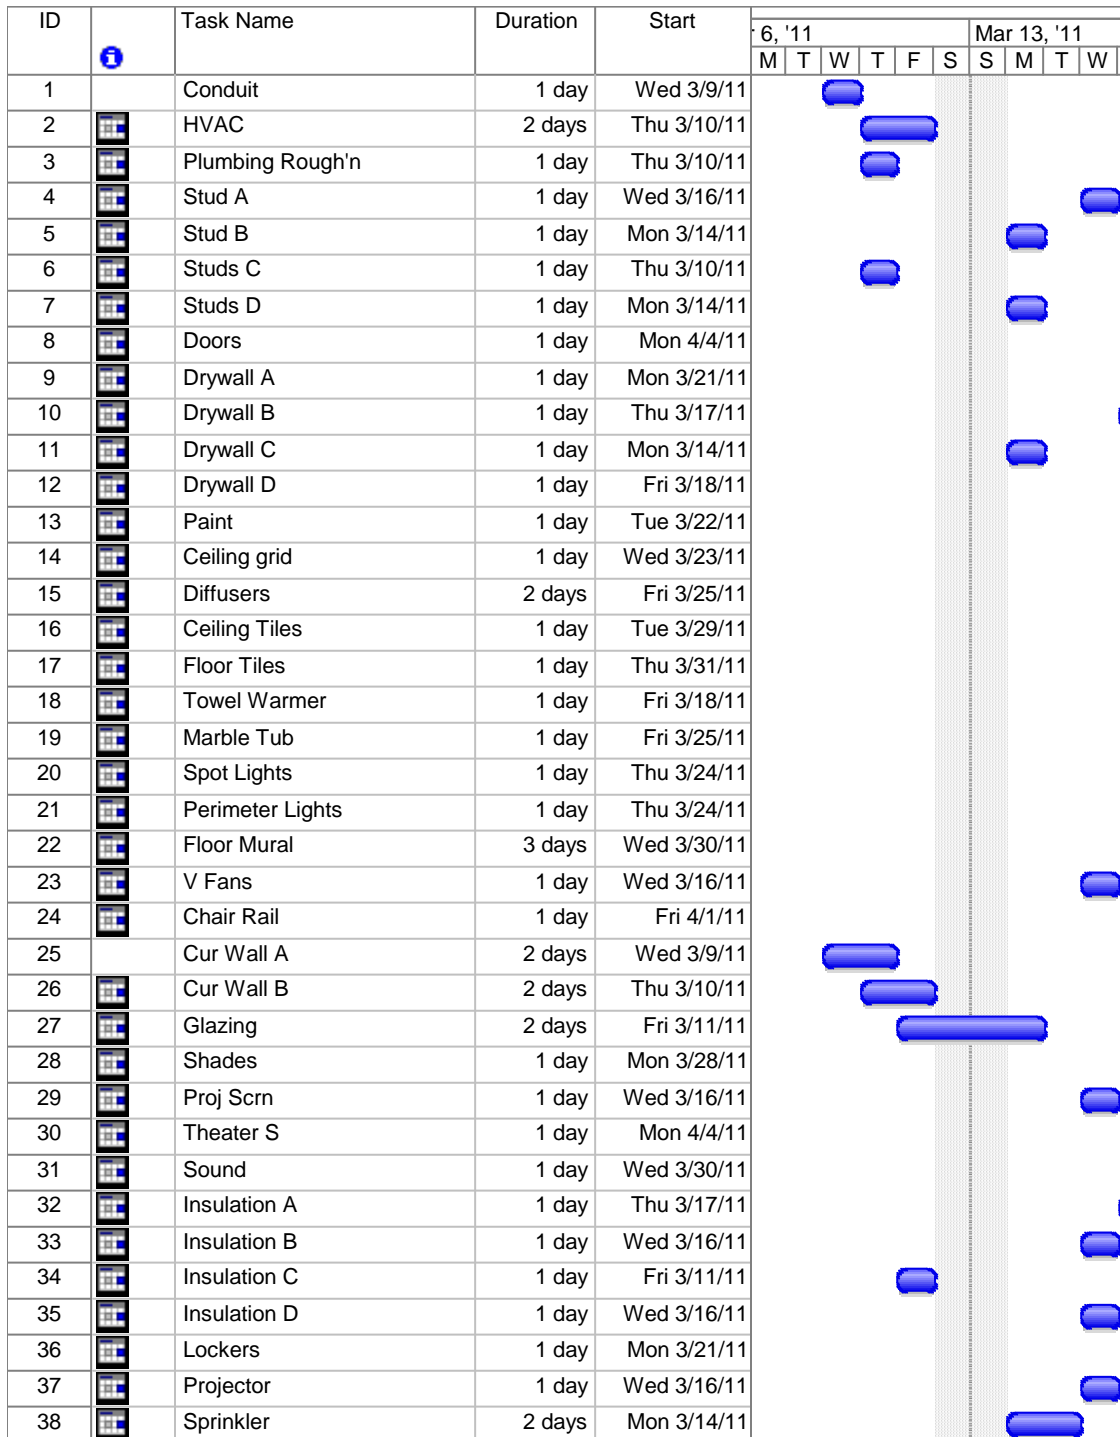 ID Task Name Duration Start r 6, '11 Mar 13, '11
M T W T F S S M T W
1 Conduit 1 day Wed 3/9/11
2 HVAC 2 days Thu 3/10/11
3 Plumbing Rough'n 1 day Thu 3/10/11
4 Stud A 1 day Wed 3/16/11
5 Stud B 1 day Mon 3/14/11
6 Studs C 1 day Thu 3/10/11
7 Studs D 1 day Mon 3/14/11
8 Doors 1 day Mon 4/4/11
9 Drywall A 1 day Mon 3/21/11
10 Drywall B 1 day Thu 3/17/11
11 Drywall C 1 day Mon 3/14/11
12 Drywall D 1 day Fri 3/18/11
13 Paint 1 day Tue 3/22/11
14 Ceiling grid 1 day Wed 3/23/11
15 Diffusers 2 days Fri 3/25/11
16 Ceiling Tiles 1 day Tue 3/29/11
17 Floor Tiles 1 day Thu 3/31/11
18 Towel Warmer 1 day Fri 3/18/11
19 Marble Tub 1 day Fri 3/25/11
20 Spot Lights 1 day Thu 3/24/11
21 Perimeter Lights 1 day Thu 3/24/11
22 Floor Mural 3 days Wed 3/30/11
23 V Fans 1 day Wed 3/16/11
24 Chair Rail 1 day Fri 4/1/11
25 Cur Wall A 2 days Wed 3/9/11
26 Cur Wall B 2 days Thu 3/10/11
27 Glazing 2 days Fri 3/11/11
28 Shades 1 day Mon 3/28/11
29 Proj Scrn 1 day Wed 3/16/11
30 Theater S 1 day Mon 4/4/11
31 Sound 1 day Wed 3/30/11
32 Insulation A 1 day Thu 3/17/11
33 Insulation B 1 day Wed 3/16/11
34 Insulation C 1 day Fri 3/11/11
35 Insulation D 1 day Wed 3/16/11
36 Lockers 1 day Mon 3/21/11
37 Projector 1 day Wed 3/16/11
38 Sprinkler 2 days Mon 3/14/11